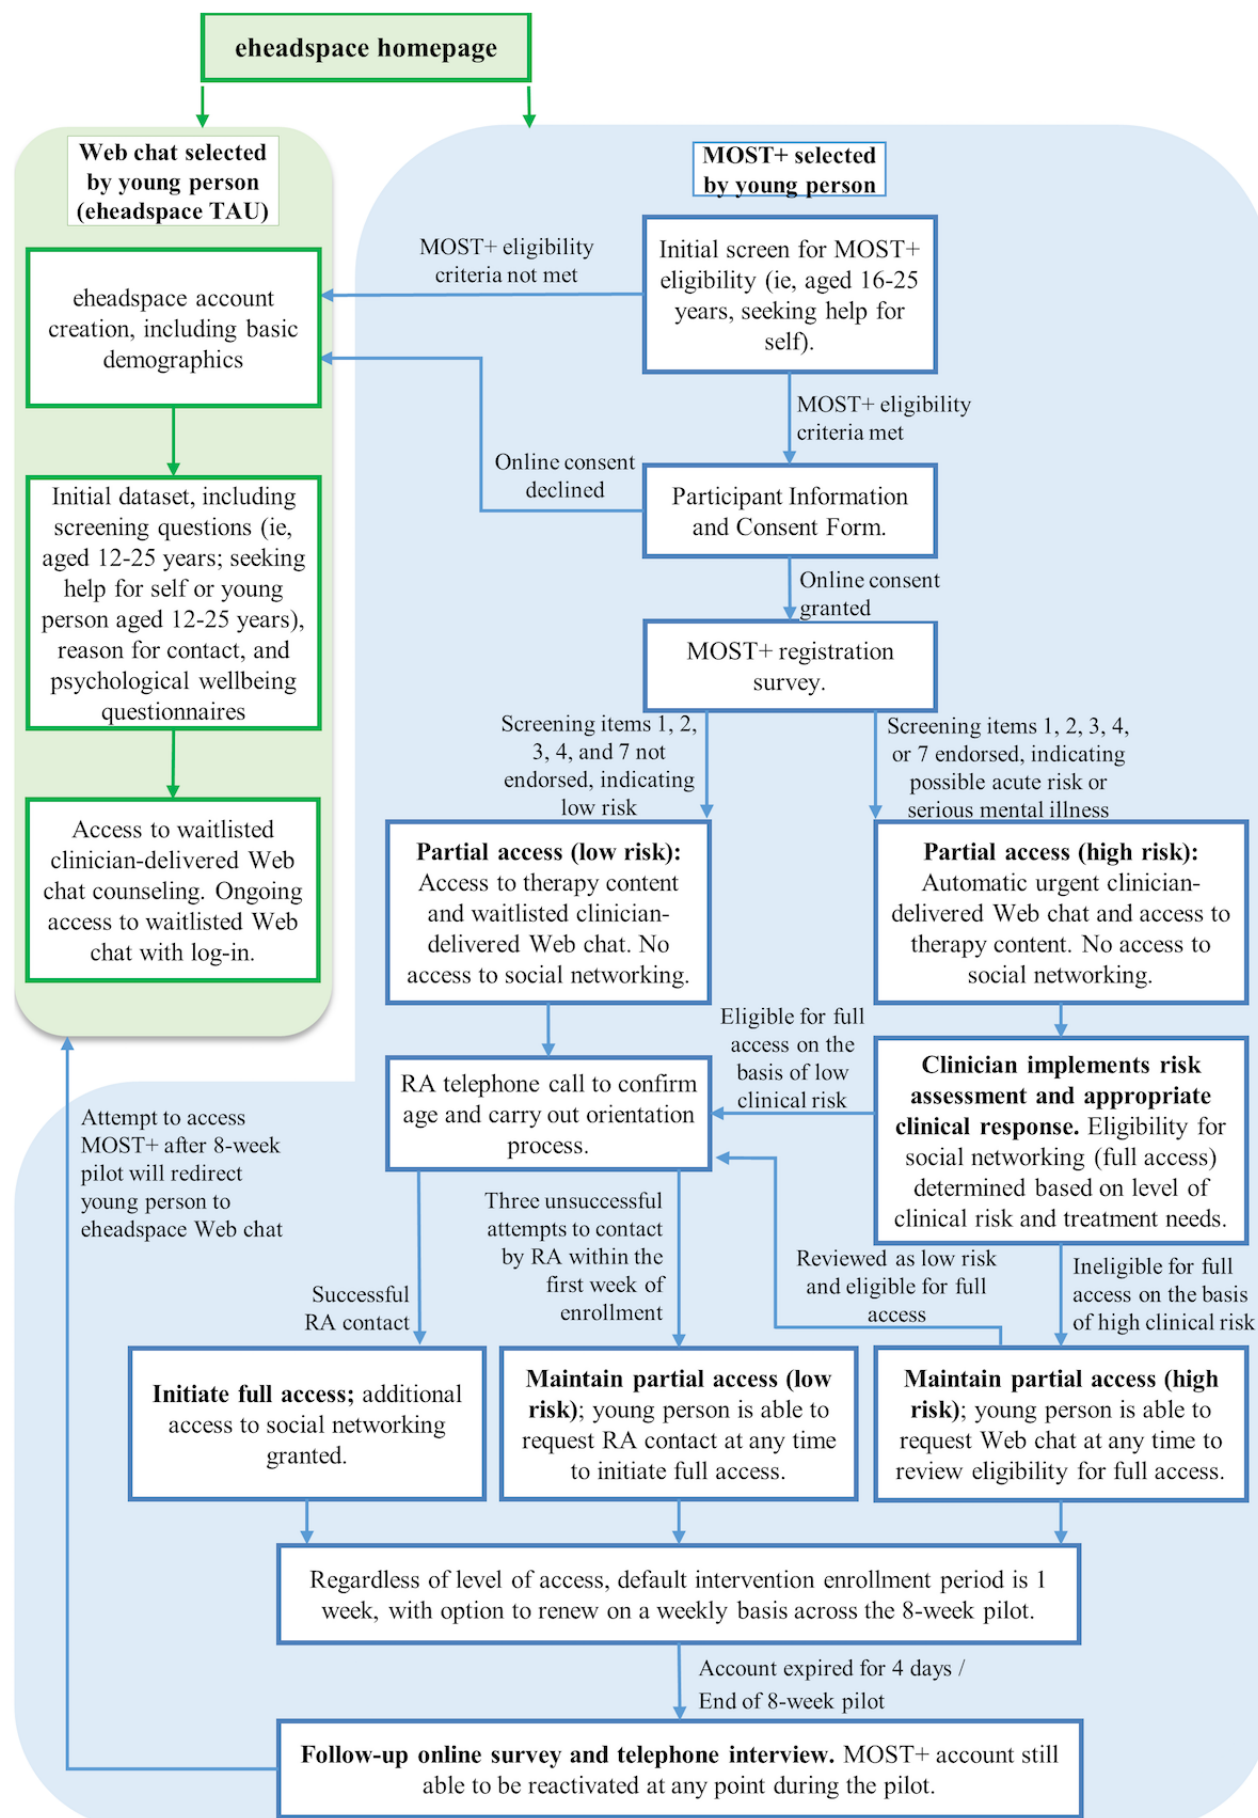 eheadspace homepage
Web chat selected
by young person
(eheadspace TAU)
MOST+ selected
by young person
eheadspace account
creation, including basic
demographics
MOST+ eligibility
criteria not met
Initial screen for MOST+
eligibility (ie, aged 16-25
years, seeking help for
self).
MOST+ eligibility
criteria met
Online consent
declined
Participant Information
and Consent Form.
Initial dataset, including
screening questions (ie,
aged 12-25 years; seeking
help for self or young
person aged 12-25 years),
reason for contact, and
psychological wellbeing
questionnaires
Online consent
granted
MOST+ registration
survey.
Screening items 1, 2,
3, 4, and 7 not
endorsed, indicating
low risk
Screening items 1, 2, 3, 4,
or 7 endorsed, indicating
possible acute risk or
serious mental illness
Access to waitlisted
clinician-delivered Web
chat counseling. Ongoing
access to waitlisted Web
chat with log-in.
Partial access (low risk):
Access to therapy content
and waitlisted clinician-
delivered Web chat. No
access to social networking.
Partial access (high risk):
Automatic urgent clinician-
delivered Web chat and access to
therapy content. No access to
social networking.
Eligible for full
access on the
basis of low
clinical risk
RA telephone call to confirm
age and carry out orientation
process.
Clinician implements risk
assessment and appropriate
clinical response. Eligibility for
social networking (full access)
determined based on level of
clinical risk and treatment needs.
Attempt to access
MOST+ after 8-week
pilot will redirect
young person to
eheadspace Web chat
Successful
RA contact
Three unsuccessful
attempts to contact
by RA within the
first week of
enrollment
Reviewed as low risk
and eligible for full
access
Ineligible for full
access on the basis
of high clinical risk
Initiate full access; additional
access to social networking
granted.
Maintain partial access (low
risk); young person is able to
request RA contact at any time
to initiate full access.
Maintain partial access (high
risk); young person is able to
request Web chat at any time to
review eligibility for full access.
Regardless of level of access, default intervention enrollment period is 1
week, with option to renew on a weekly basis across the 8-week pilot.
Account expired for 4 days /
End of 8-week pilot
Follow-up online survey and telephone interview. MOST+ account still
able to be reactivated at any point during the pilot.